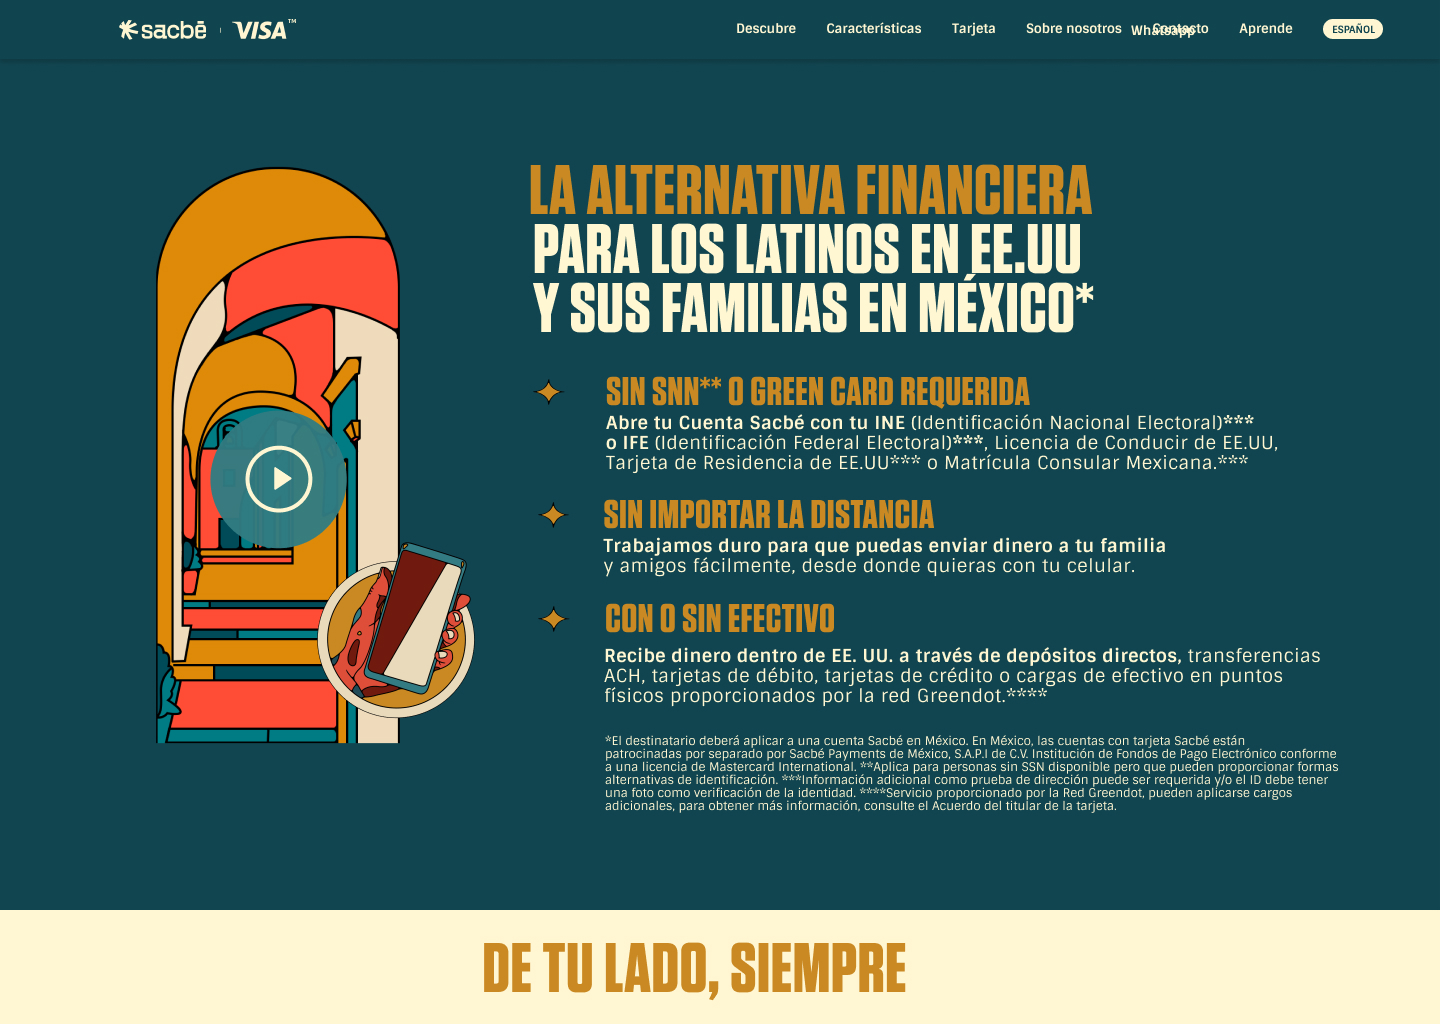 sacbē | VISA™
Descubre Características Tarjeta Sobre nosotros Whatsapp Contacto Aprende ESPAÑOL
LA ALTERNATIVA FINANCIERA
PARA LOS LATINOS EN EE.UU
Y SUS FAMILIAS EN MÉXICO*
SIN SNN** O GREEN CARD REQUERIDA
Abre tu Cuenta Sacbé con tu INE (Identificación Nacional Electoral)***
o IFE (Identificación Federal Electoral)***, Licencia de Conducir de EE.UU,
Tarjeta de Residencia de EE.UU*** o Matrícula Consular Mexicana.***
SIN IMPORTAR LA DISTANCIA
Trabajamos duro para que puedas enviar dinero a tu familia
y amigos fácilmente, desde donde quieras con tu celular.
CON O SIN EFECTIVO
Recibe dinero dentro de EE. UU. a través de depósitos directos, transferencias
ACH, tarjetas de débito, tarjetas de crédito o cargas de efectivo en puntos
físicos proporcionados por la red Greendot.****
*El destinatario deberá aplicar a una cuenta Sacbé en México. En México, las cuentas con tarjeta Sacbé están
patrocinadas por separado por Sacbé Payments de México, S.A.P.I de C.V. Institución de Fondos de Pago Electrónico conforme
a una licencia de Mastercard International. **Aplica para personas sin SSN disponible pero que pueden proporcionar formas
alternativas de identificación. ***Información adicional como prueba de dirección puede ser requerida y/o el ID debe tener
una foto como verificación de la identidad. ****Servicio proporcionado por la Red Greendot, pueden aplicarse cargos
adicionales, para obtener más información, consulte el Acuerdo del titular de la tarjeta.
DE TU LADO, SIEMPRE